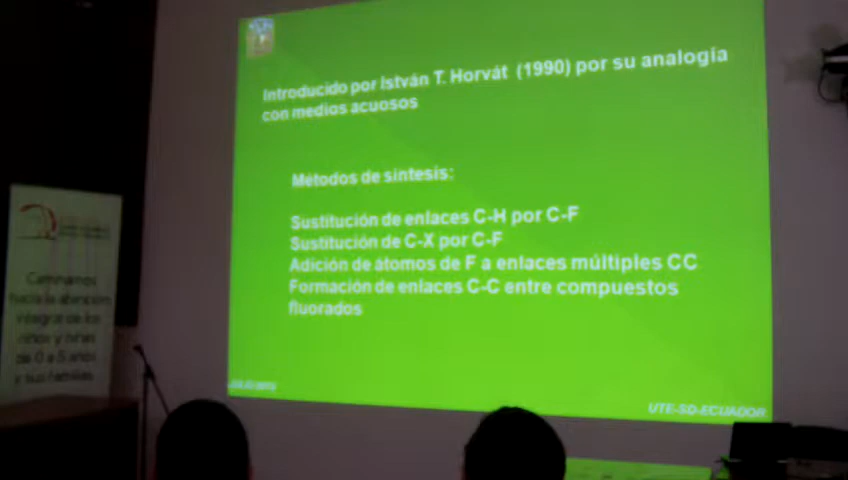 Introducido por István T. Horvát (1990) por su analogía
con medios acuosos
Métodos de síntesis:
Sustitución de enlaces C-H por C-F
Sustitución de C-X por C-F
Adición de átomos de F a enlaces múltiples CC
Formación de enlaces C-C entre compuestos
fluorados
UTE-SD-ECUADOR
Caminamos
hacia la atención
integral de los
niños y niñas
de 0 a 5 años
y sus familias